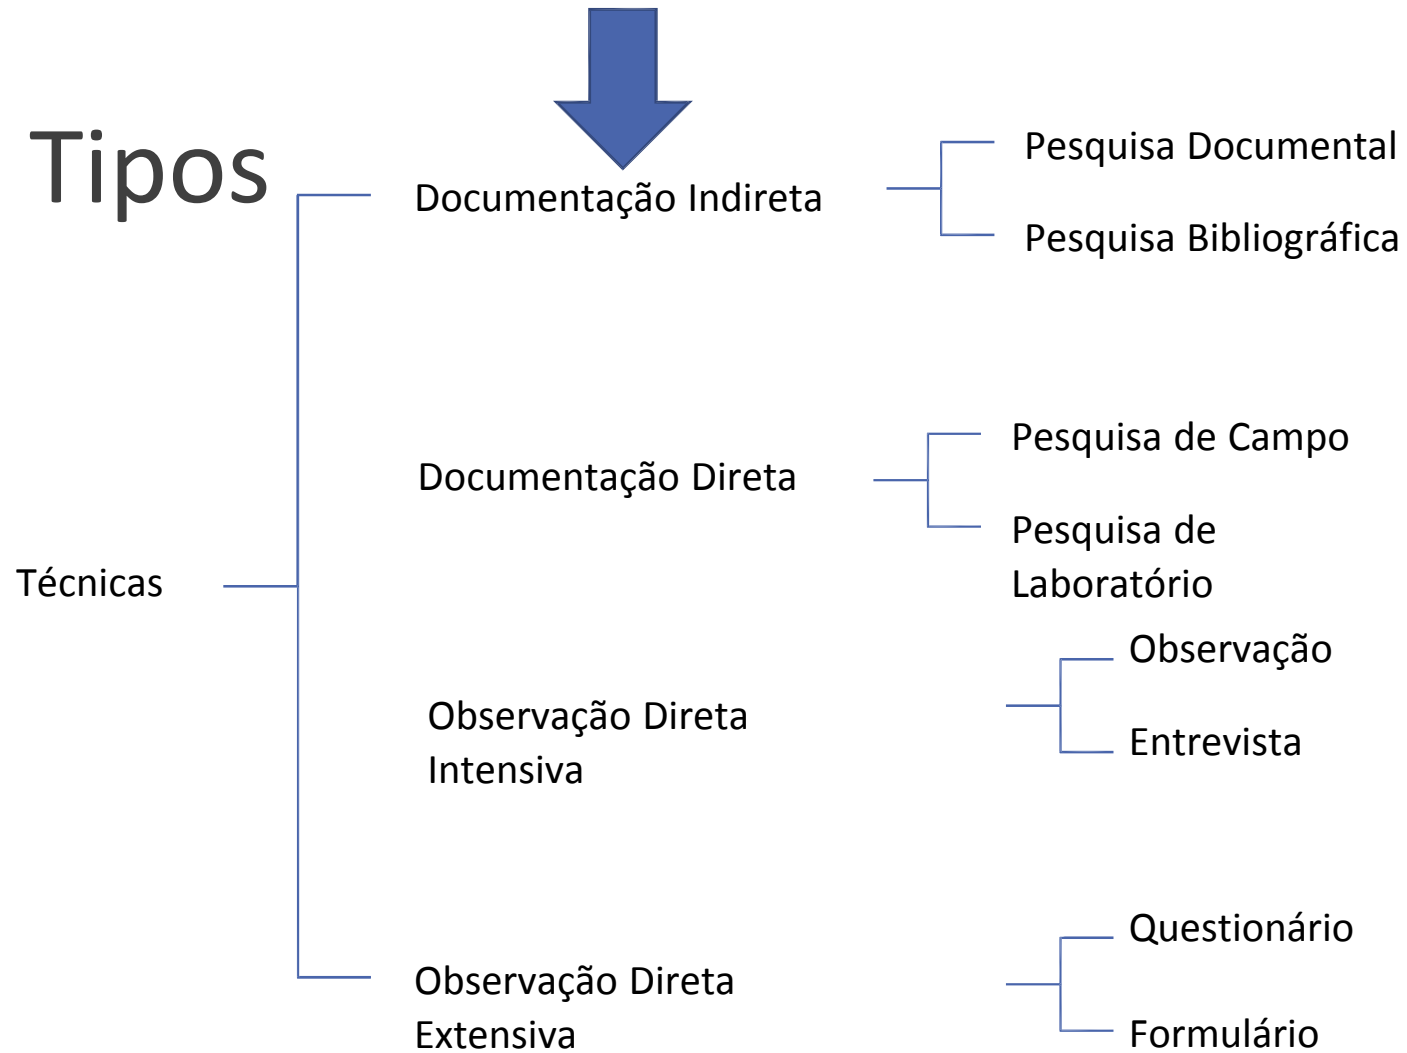 Tipos
Documentação Indireta
Pesquisa Documental
Pesquisa Bibliográfica
Documentação Direta
Pesquisa de Campo
Pesquisa de
Laboratório
Técnicas
Observação Direta
Intensiva
Observação
Entrevista
Observação Direta
Extensiva
Questionário
Formulário